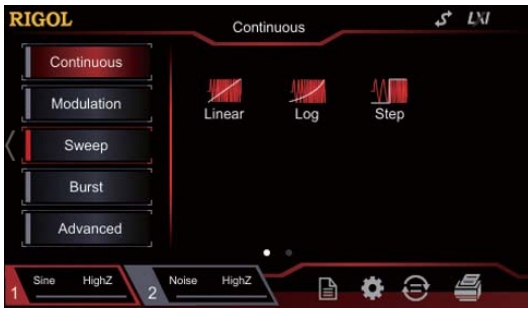 RIGOL
Continuous
LXI
Continuous
Modulation
Sweep
Burst
Advanced
Linear
Log
Step
1
Sine
HighZ
2
Noise
HighZ